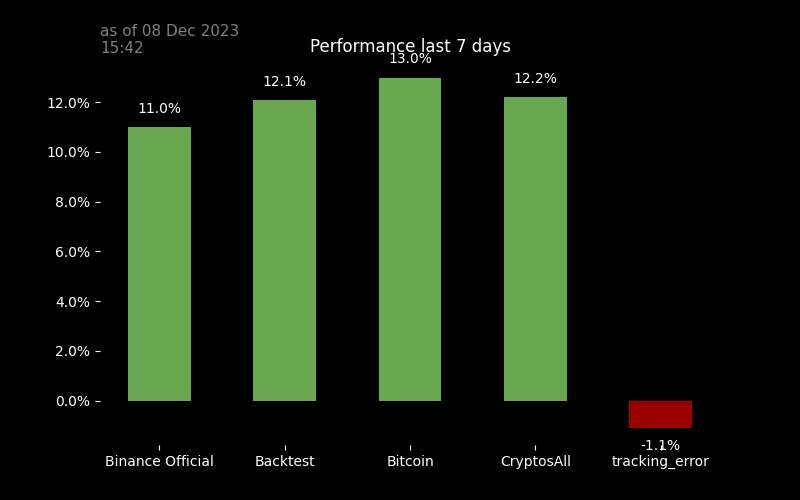 as of 08 Dec 2023
15:42
Performance last 7 days
13.0%
12.2%
12.1%
11.0%
12.0%
10.0%
8.0%
6.0%
4.0%
2.0%
0.0%
-1.1%
Binance Official
Backtest
Bitcoin
CryptosAll
tracking_error